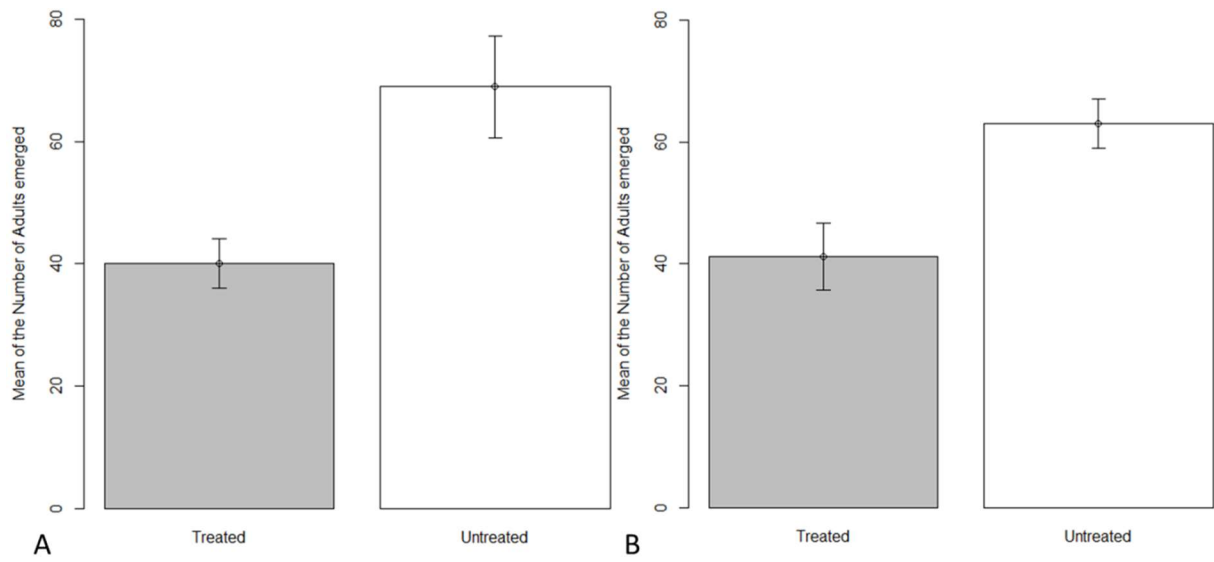 Mean of the Number of Adults emerged
80
60
40
20
0
Treated
Untreated
A
Mean of the Number of Adults emerged
80
60
40
20
0
Treated
Untreated
B